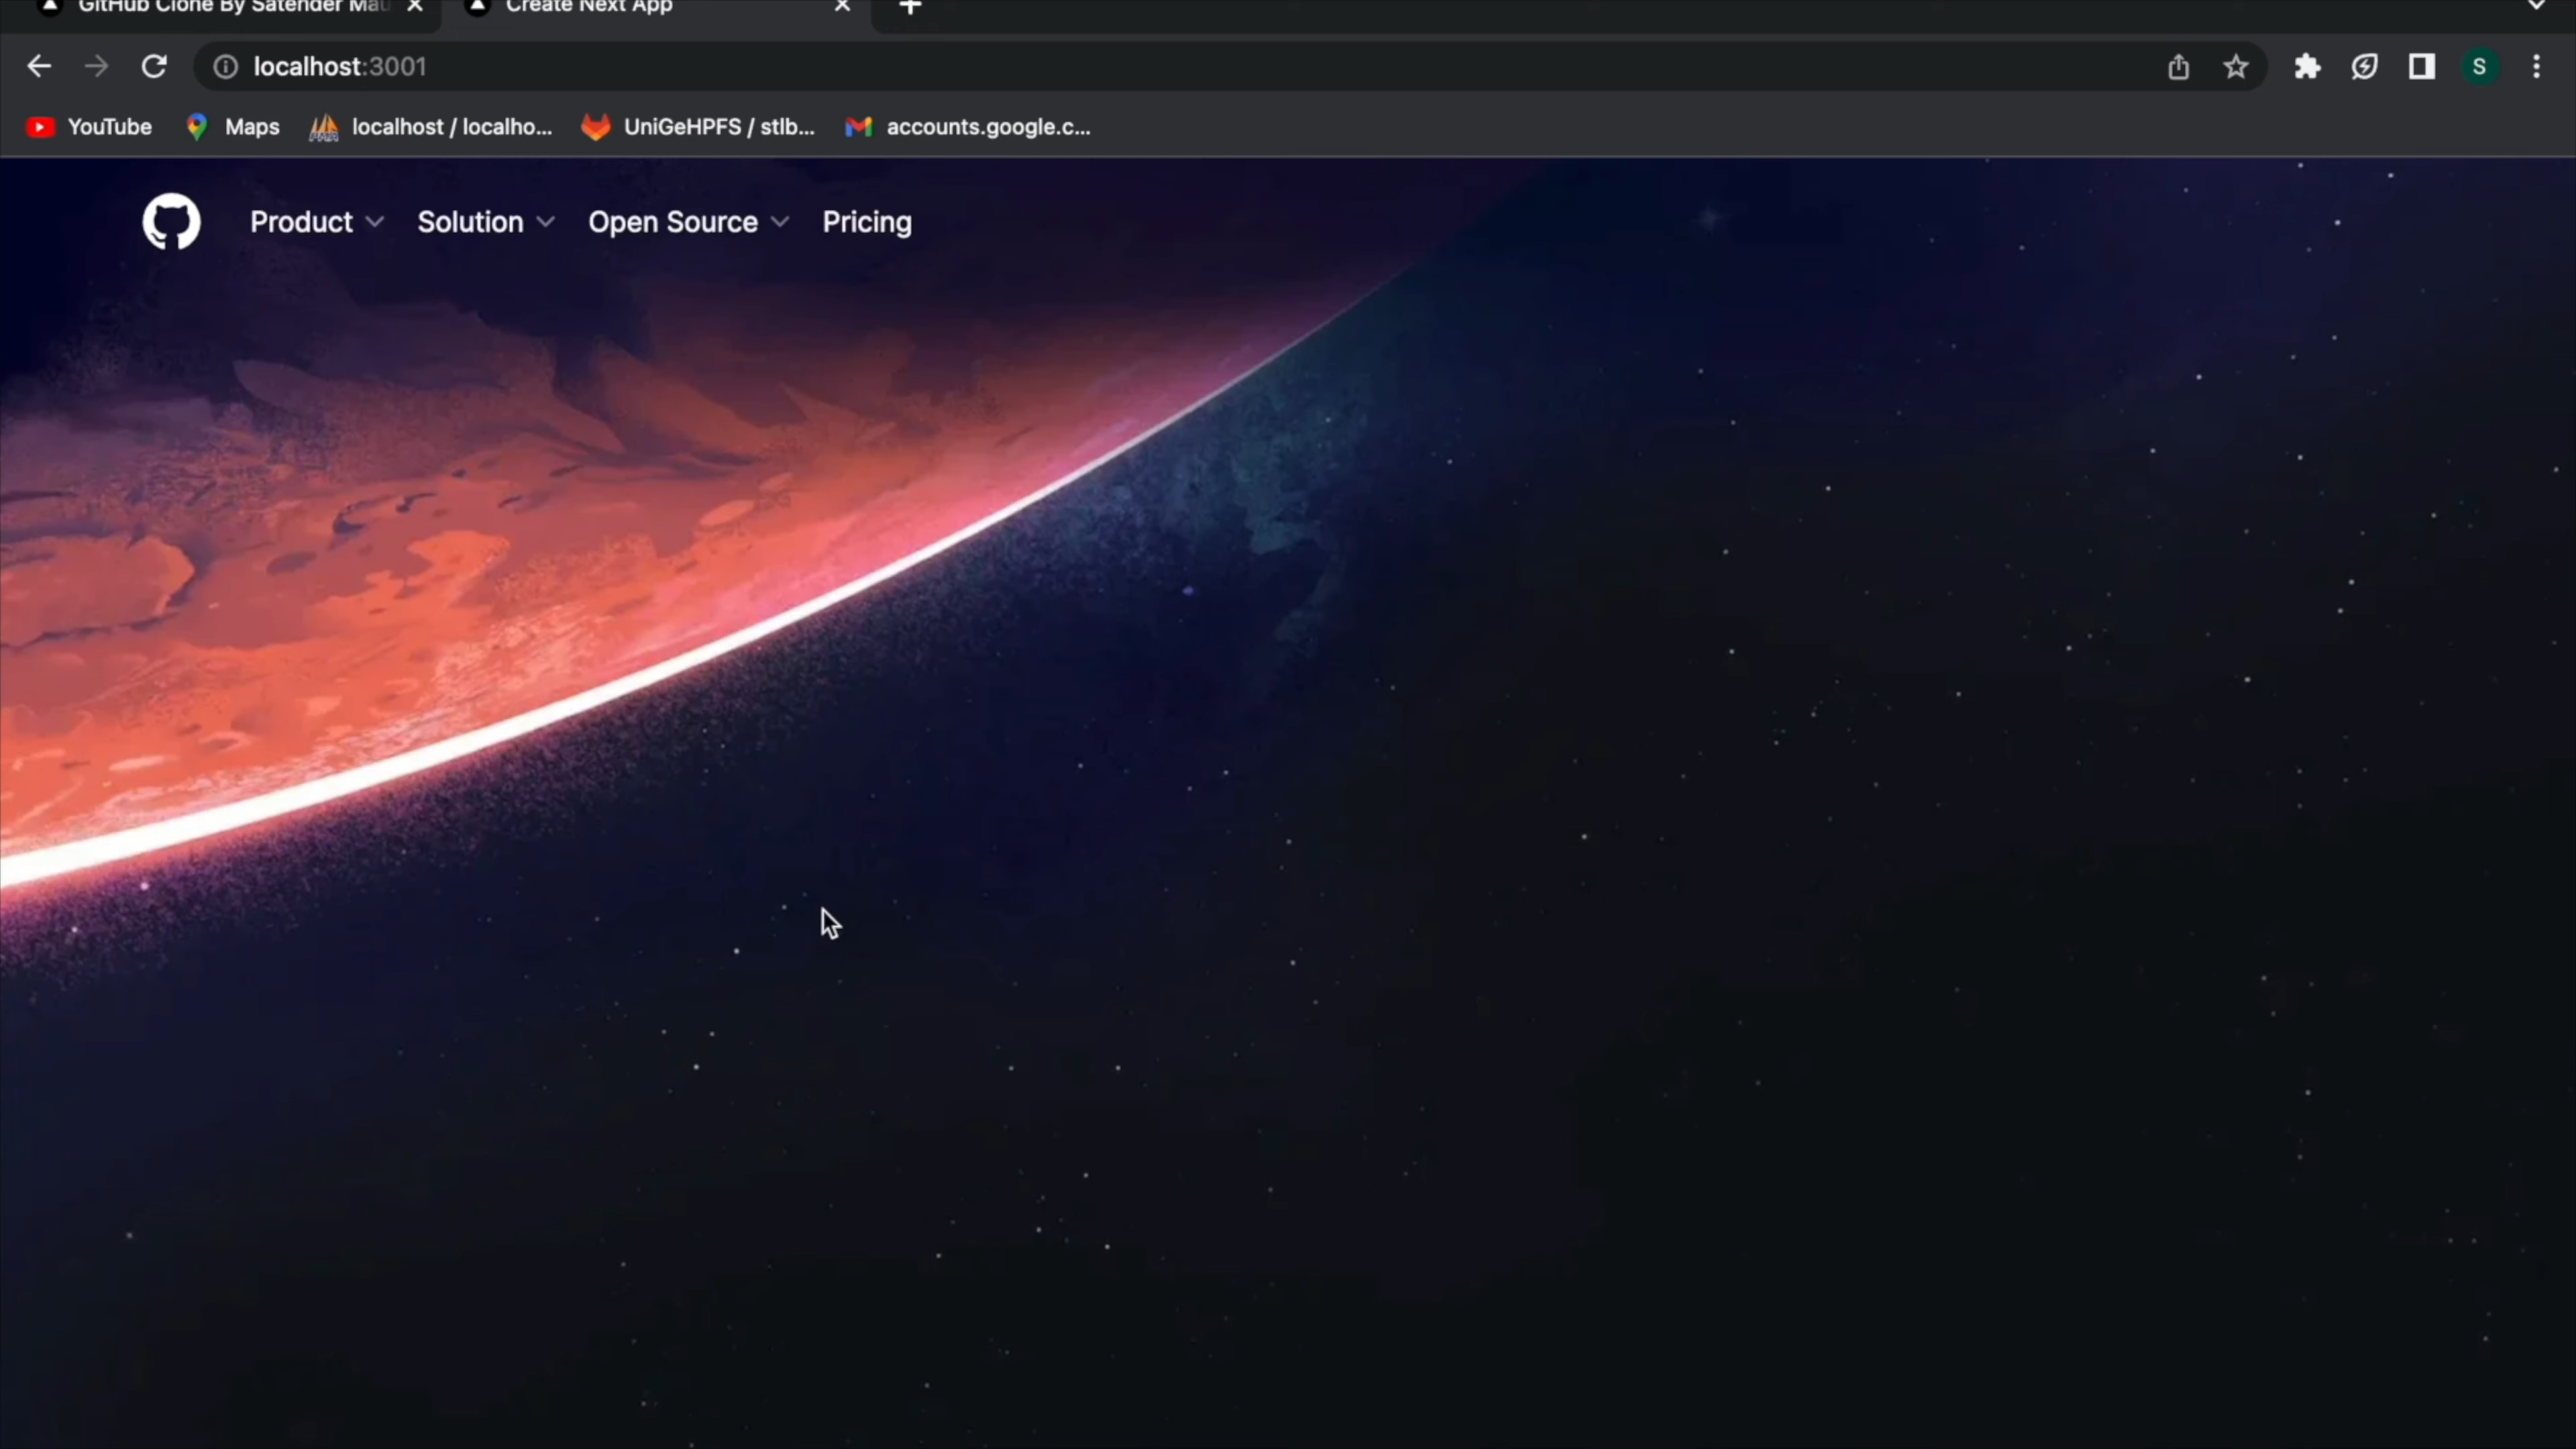 GitHub Clone By Satender Mau
Create Next App
localhost:3001
YouTube
Maps
localhost / localho...
UniGeHPFS / stlb...
accounts.google.c...
S
Product
Solution
Open Source
Pricing